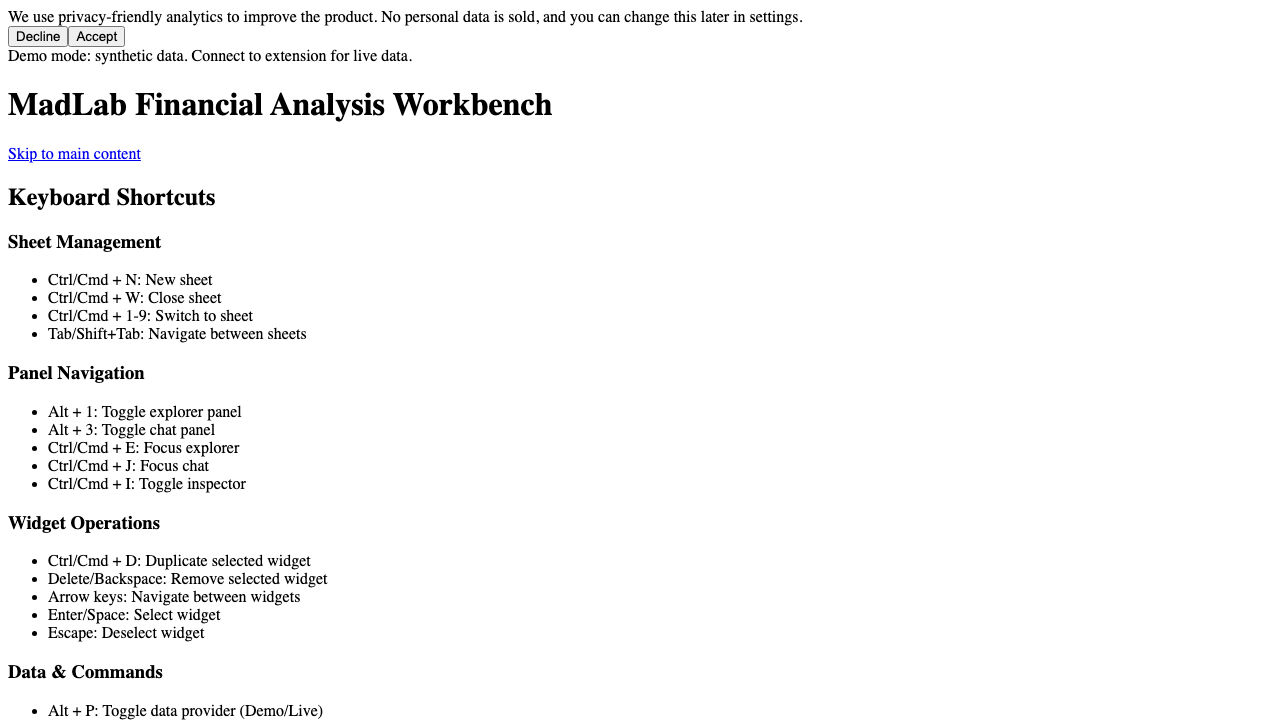 We use privacy-friendly analytics to improve the product. No personal data is sold, and you can change this later in settings.
Decline Accept
Demo mode: synthetic data. Connect to extension for live data.
MadLab Financial Analysis Workbench
Skip to main content
Keyboard Shortcuts
Sheet Management
Ctrl/Cmd + N: New sheet
Ctrl/Cmd + W: Close sheet
Ctrl/Cmd + 1-9: Switch to sheet
Tab/Shift+Tab: Navigate between sheets
Panel Navigation
Alt + 1: Toggle explorer panel
Alt + 3: Toggle chat panel
Ctrl/Cmd + E: Focus explorer
Ctrl/Cmd + J: Focus chat
Ctrl/Cmd + I: Toggle inspector
Widget Operations
Ctrl/Cmd + D: Duplicate selected widget
Delete/Backspace: Remove selected widget
Arrow keys: Navigate between widgets
Enter/Space: Select widget
Escape: Deselect widget
Data & Commands
Alt + P: Toggle data provider (Demo/Live)